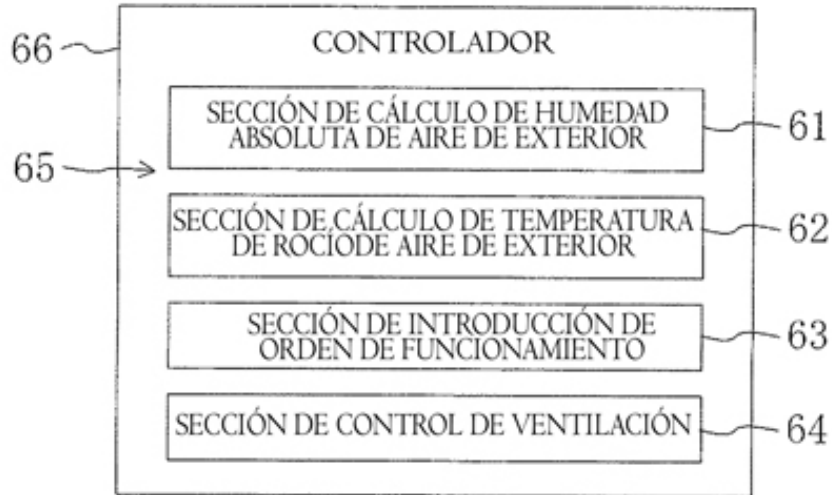 66
CONTROLADOR
SECCIÓN DE CÁLCULO DE HUMEDAD
ABSOLUTA DE AIRE DE EXTERIOR
61
65
SECCIÓN DE CÁLCULO DE TEMPERATURA
DE ROCÍODE AIRE DE EXTERIOR
62
SECCIÓN DE INTRODUCCIÓN DE
ORDEN DE FUNCIONAMIENTO
63
SECCIÓN DE CONTROL DE VENTILACIÓN
64